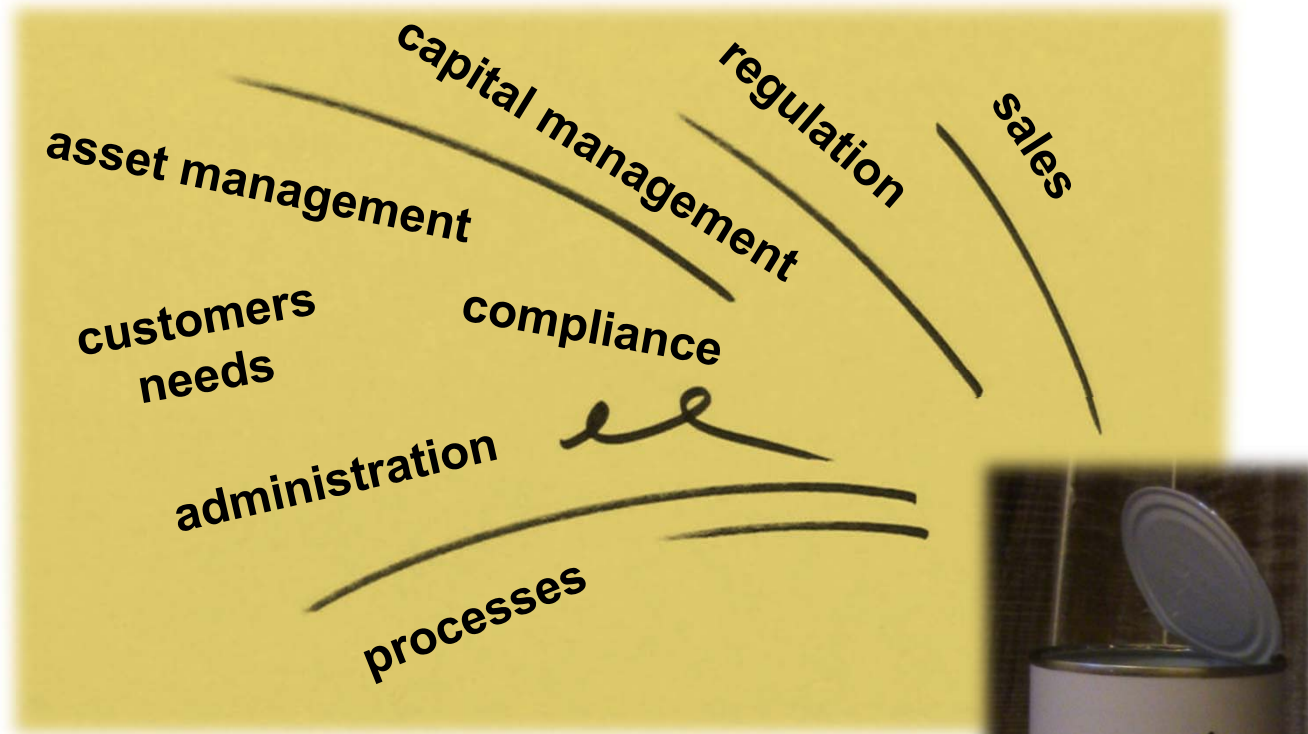 capital management
regulation
sales
asset management
customers
needs
compliance
administration
processes